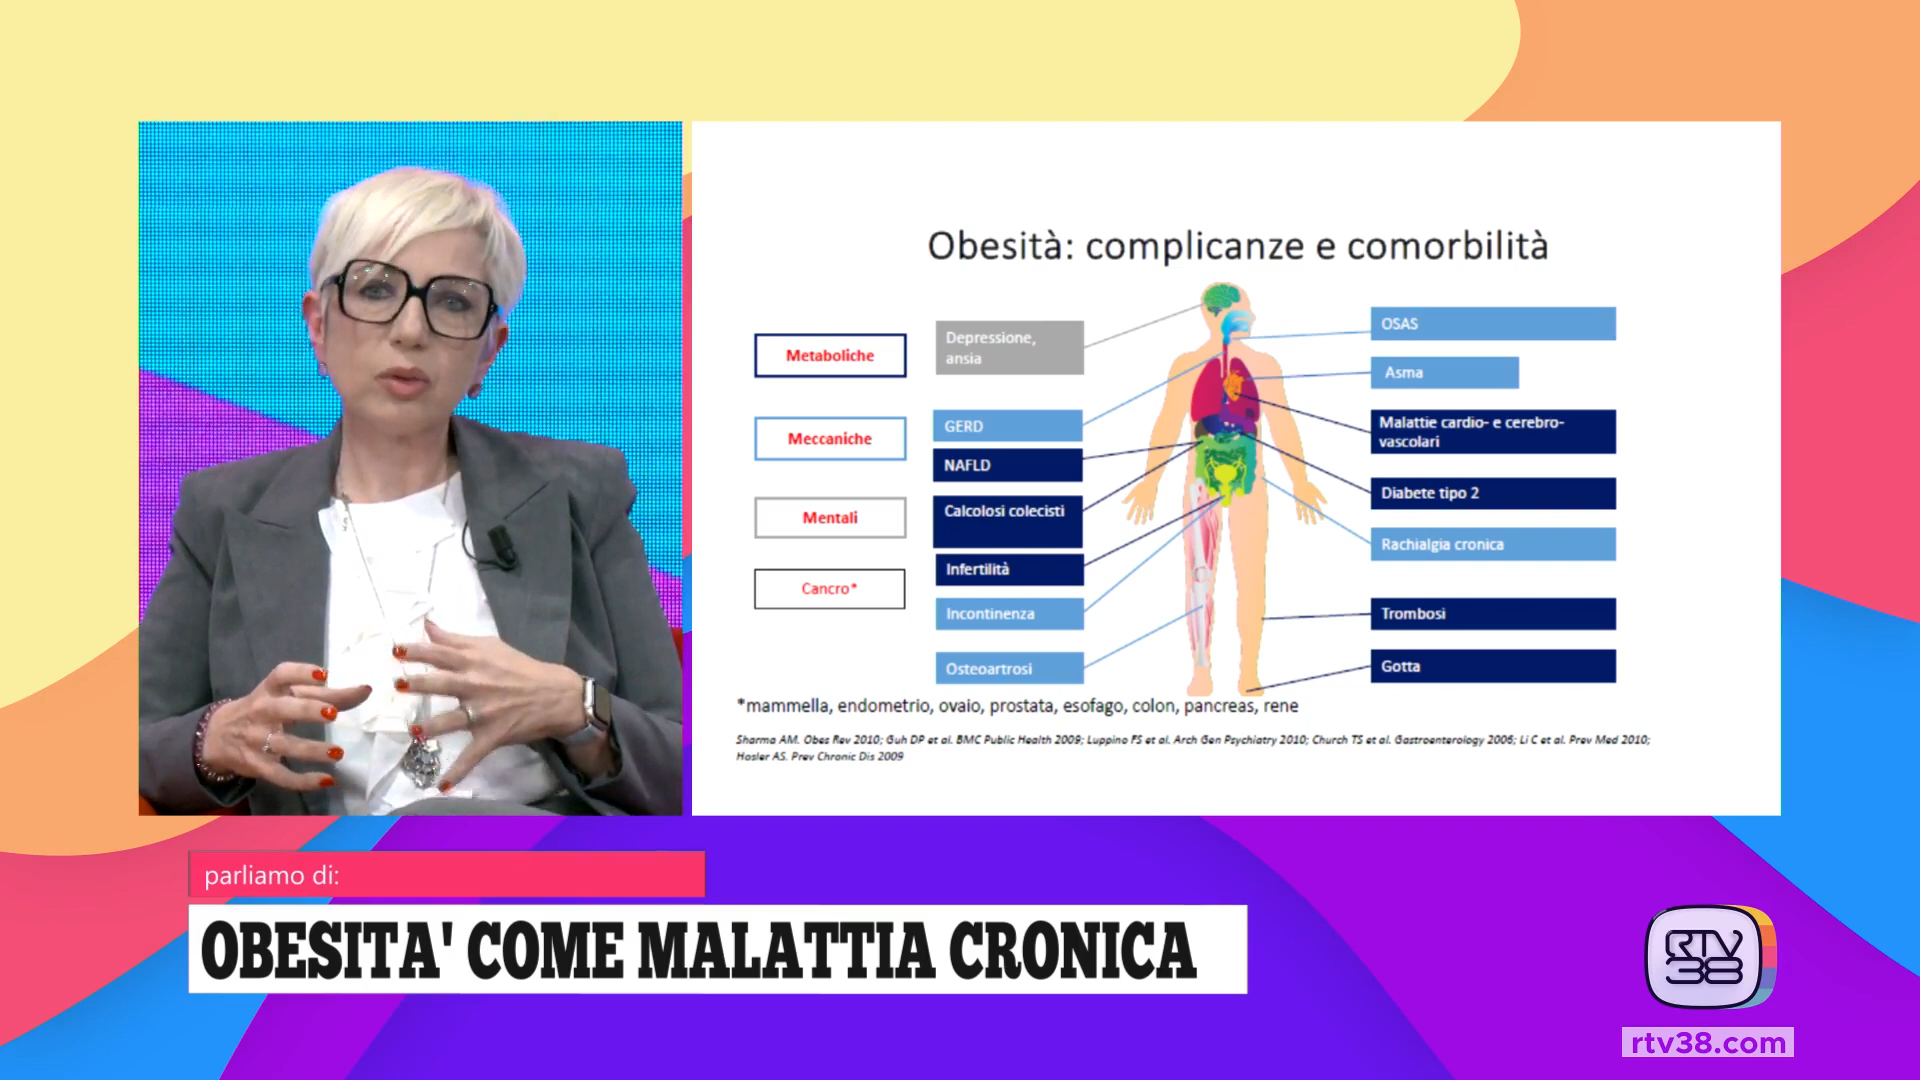 Obesità: complicanze e comorbilità
Metaboliche
Meccaniche
Mentali
Cancro*
Depressione,
ansia
GERD
NAFLD
Calcolosi colecisti
Infertilità
Incontinenza
Osteoartrosi
OSAS
Asma
Malattie cardio- e cerebro-
vascolari
Diabete tipo 2
Rachialgia cronica
Trombosi
Gotta
*mammella, endometrio, ovaio, prostata, esofago, colon, pancreas, rene
Sharma AM. Obes Rev 2010; Guh DP et al. BMC Public Health 2009; Luppino FS et al. Arch Gen Psychiatry 2010; Church TS et al. Gastroenterology 2006; Li C et al. Prev Med 2010;
Hosler AS. Prev Chronic Dis 2009
parliamo di:
OBESITA' COME MALATTIA CRONICA
RTV
38
rtv38.com